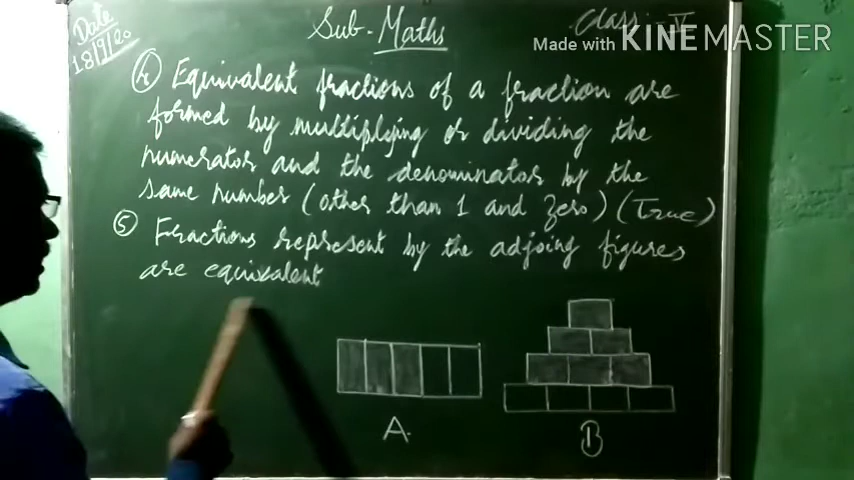 Date
18/9/20
Sub-Maths
Class:-V
Made with KINEMASTER
④ Equivalent fractions of a fraction are
formed by multiplying or dividing the
numerator and the denominator by the
same number (other than 1 and zero) (True)
⑤ Fractions represent by the adjoing figures
are equivalent
A
B